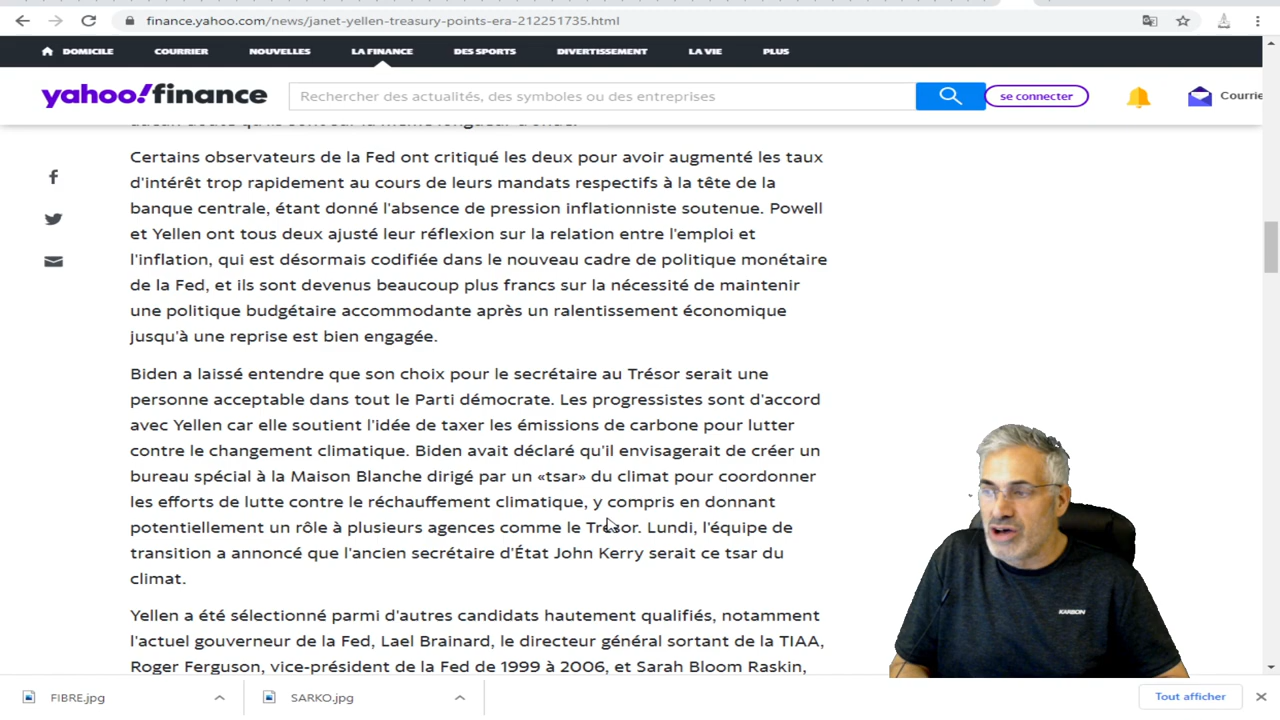 finance.yahoo.com/news/janet-yellen-treasury-points-era-212251735.html
DOMICILE COURRIER NOUVELLES LA FINANCE DES SPORTS DIVERTISSEMENT LA VIE PLUS
yahoo!finance Rechercher des actualités, des symboles ou des entreprises se connecter Courrie
Certains observateurs de la Fed ont critiqué les deux pour avoir augmenté les taux
d'intérêt trop rapidement au cours de leurs mandats respectifs à la tête de la
banque centrale, étant donné l'absence de pression inflationniste soutenue. Powell
et Yellen ont tous deux ajusté leur réflexion sur la relation entre l'emploi et
l'inflation, qui est désormais codifiée dans le nouveau cadre de politique monétaire
de la Fed, et ils sont devenus beaucoup plus francs sur la nécessité de maintenir
une politique budgétaire accommodante après un ralentissement économique
jusqu'à une reprise est bien engagée.
Biden a laissé entendre que son choix pour le secrétaire au Trésor serait une
personne acceptable dans tout le Parti démocrate. Les progressistes sont d'accord
avec Yellen car elle soutient l'idée de taxer les émissions de carbone pour lutter
contre le changement climatique. Biden avait déclaré qu'il envisagerait de créer un
bureau spécial à la Maison Blanche dirigé par un «tsar» du climat pour coordonner
les efforts de lutte contre le réchauffement climatique, y compris en donnant
potentiellement un rôle à plusieurs agences comme le Trésor. Lundi, l'équipe de
transition a annoncé que l'ancien secrétaire d'État John Kerry serait ce tsar du
climat.
Yellen a été sélectionné parmi d'autres candidats hautement qualifiés, notamment
l'actuel gouverneur de la Fed, Lael Brainard, le directeur général sortant de la TIAA,
Roger Ferguson, vice-président de la Fed de 1999 à 2006, et Sarah Bloom Raskin,
KARBON
FIBRE.jpg SARKO.jpg Tout afficher